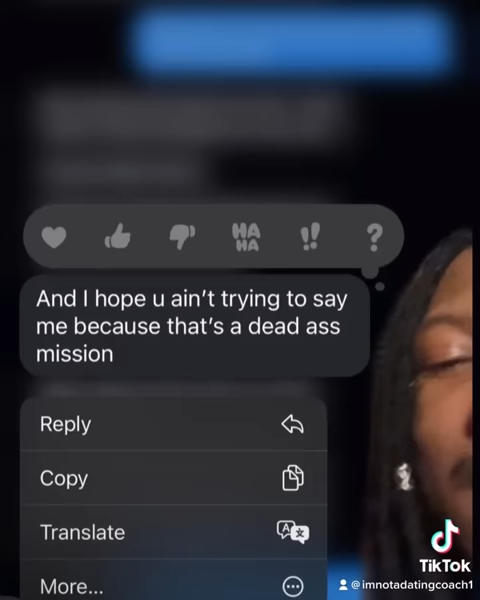 HA
HA
!!
?
And I hope u ain’t trying to say
me because that’s a dead ass
mission
Reply
Copy
Translate
A 文
More...
TikTok
@imnotadatingcoach1